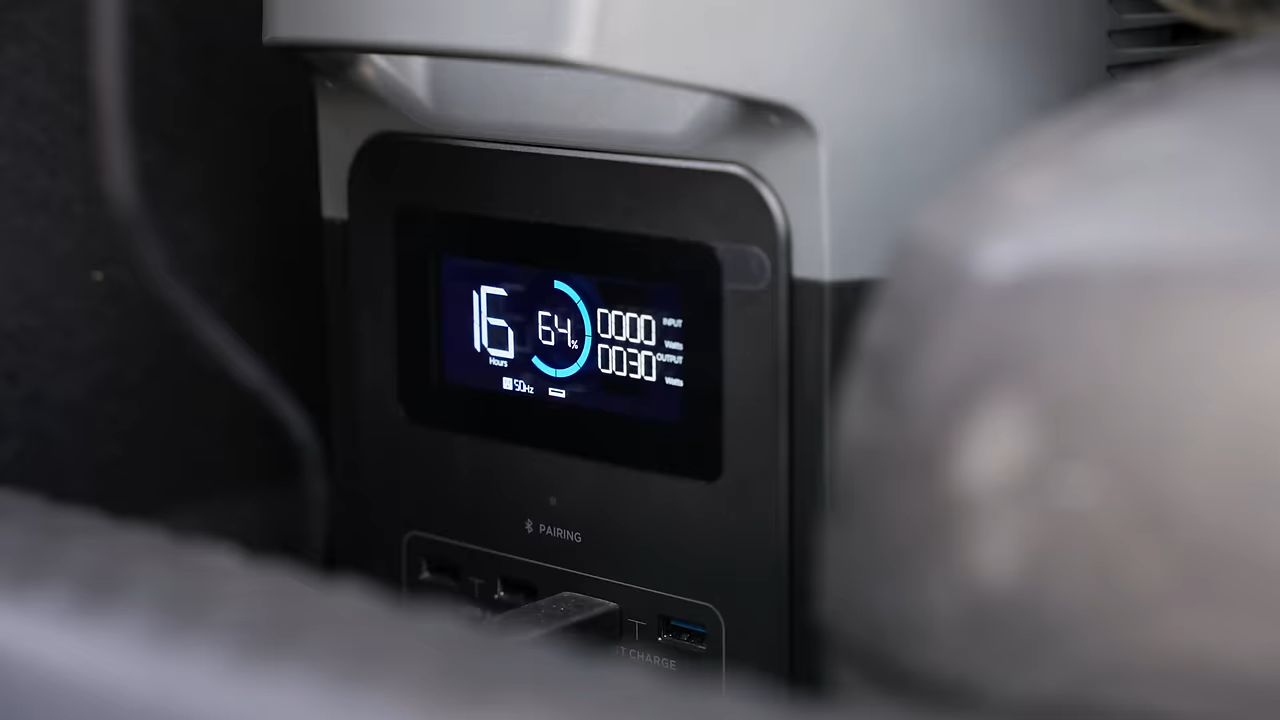 16
Hours
64%
0000 INPUT
Watts
0030 OUTPUT
Watts
50Hz
PAIRING
T CHARGE